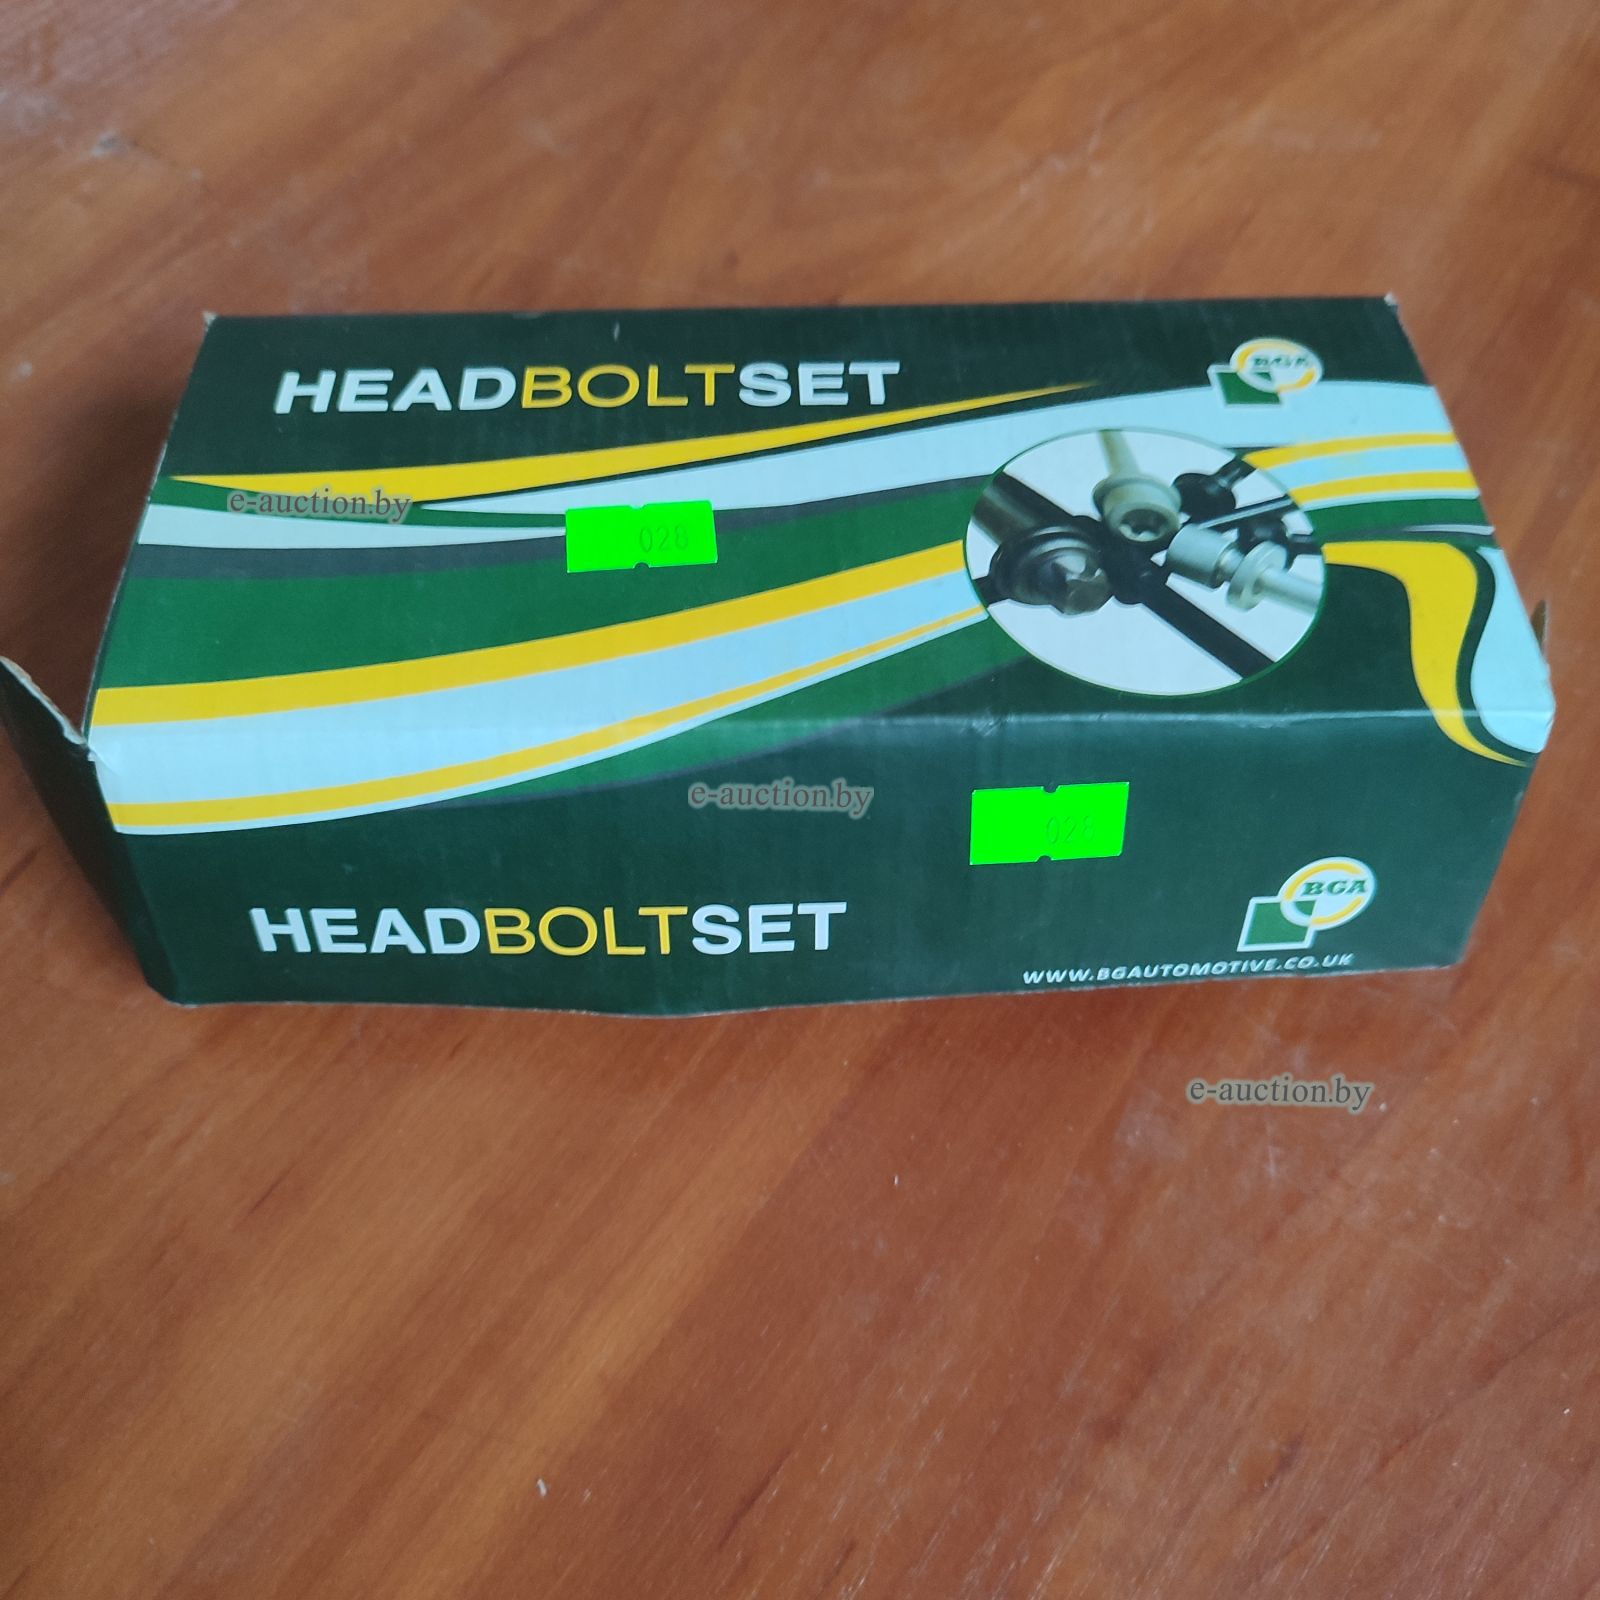 HEADBOLTSET
BGA
e-auction.by
028
e-auction.by
028
BGA
HEADBOLTSET
WWW.BGAUTOMOTIVE.CO.UK
e-auction.by